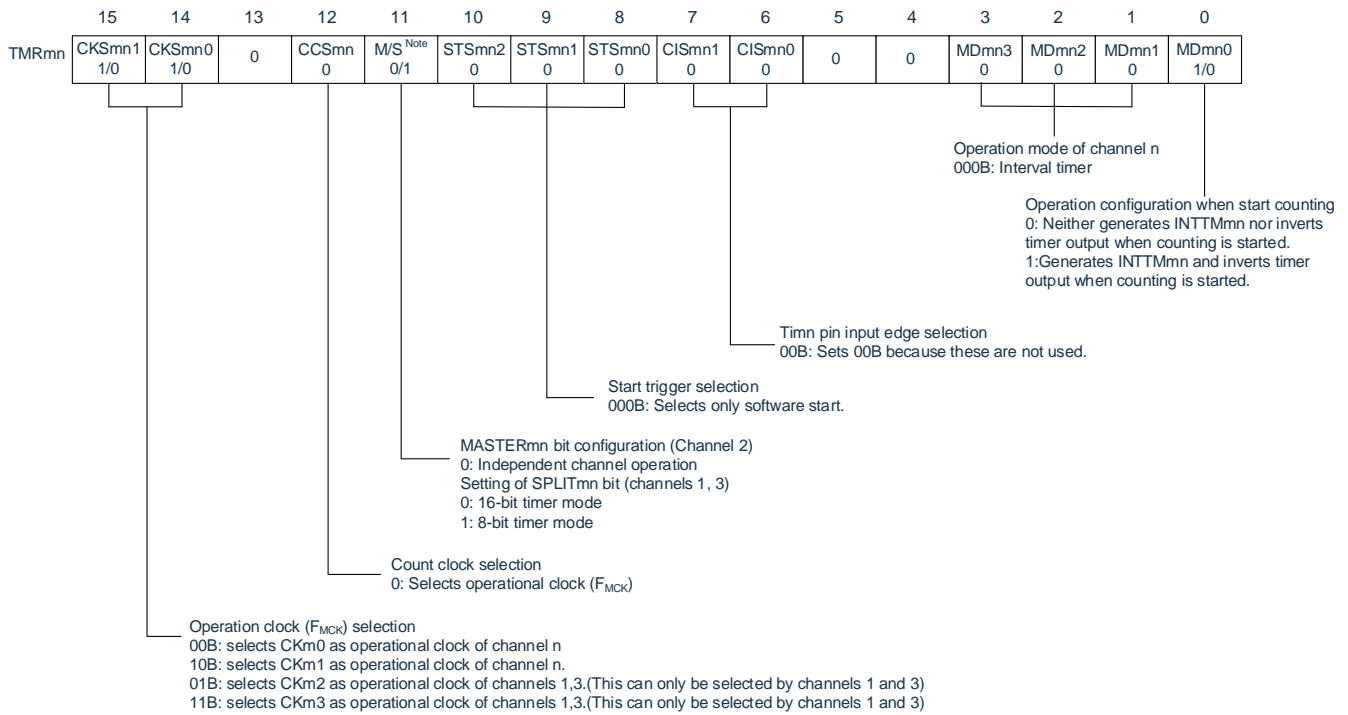 15 14 13 12 11 10 9 8 7 6 5 4 3 2 1 0
TMRmn CKSmn1 CKSmn0 0 CCSmn M/S Note STSmn2 STSmn1 STSmn0 CISmn1 CISmn0 0 0 MDmn3 MDmn2 MDmn1 MDmn0
1/0 1/0 0 0/1 0 0 0 0 0 0 0 0 1/0
Operation mode of channel n
000B: Interval timer
Operation configuration when start counting
0: Neither generates INTTMmn nor inverts
timer output when counting is started.
1:Generates INTTMmn and inverts timer
output when counting is started.
Timn pin input edge selection
00B: Sets 00B because these are not used.
Start trigger selection
000B: Selects only software start.
MASTERmn bit configuration (Channel 2)
0: Independent channel operation
Setting of SPLITmn bit (channels 1, 3)
0: 16-bit timer mode
1: 8-bit timer mode
Count clock selection
0: Selects operational clock (FMCK)
Operation clock (FMCK) selection
00B: selects CKm0 as operational clock of channel n
10B: selects CKm1 as operational clock of channel n.
01B: selects CKm2 as operational clock of channels 1,3.(This can only be selected by channels 1 and 3)
11B: selects CKm3 as operational clock of channels 1,3.(This can only be selected by channels 1 and 3)